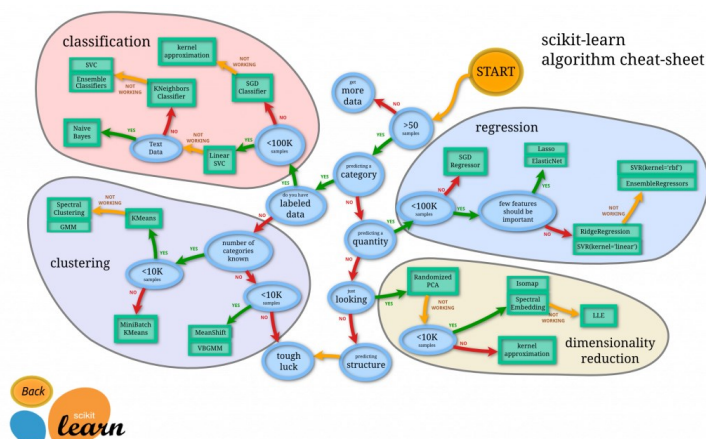 scikit-learn
algorithm cheat-sheet
START
get
more
data
NO
>50
samples
YES
predicting a
category
YES
NO
do you have
labeled
data
YES
NO
predicting a
quantity
YES
NO
just
looking
YES
NO
predicting
structure
tough
luck
classification
kernel
approximation
NOT
WORKING
SGD
Classifier
NO
<100K
samples
YES
Linear
SVC
NOT
WORKING
Text
Data
YES
Naive
Bayes
NO
KNeighbors
Classifier
NOT
WORKING
SVC
Ensemble
Classifiers
regression
<100K
samples
NO
SGD
Regressor
YES
few features
should be
important
YES
Lasso
ElasticNet
NO
RidgeRegression
SVR(kernel='linear')
NOT
WORKING
SVR(kernel='rbf')
EnsembleRegressors
clustering
number of
categories
known
YES
<10K
samples
YES
KMeans
NOT
WORKING
Spectral
Clustering
GMM
NO
MiniBatch
KMeans
NO
<10K
samples
YES
MeanShift
VBGMM
NO
dimensionality
reduction
Randomized
PCA
NOT
WORKING
<10K
samples
YES
Isomap
Spectral
Embedding
NOT
WORKING
LLE
NO
kernel
approximation
Back
scikit
learn